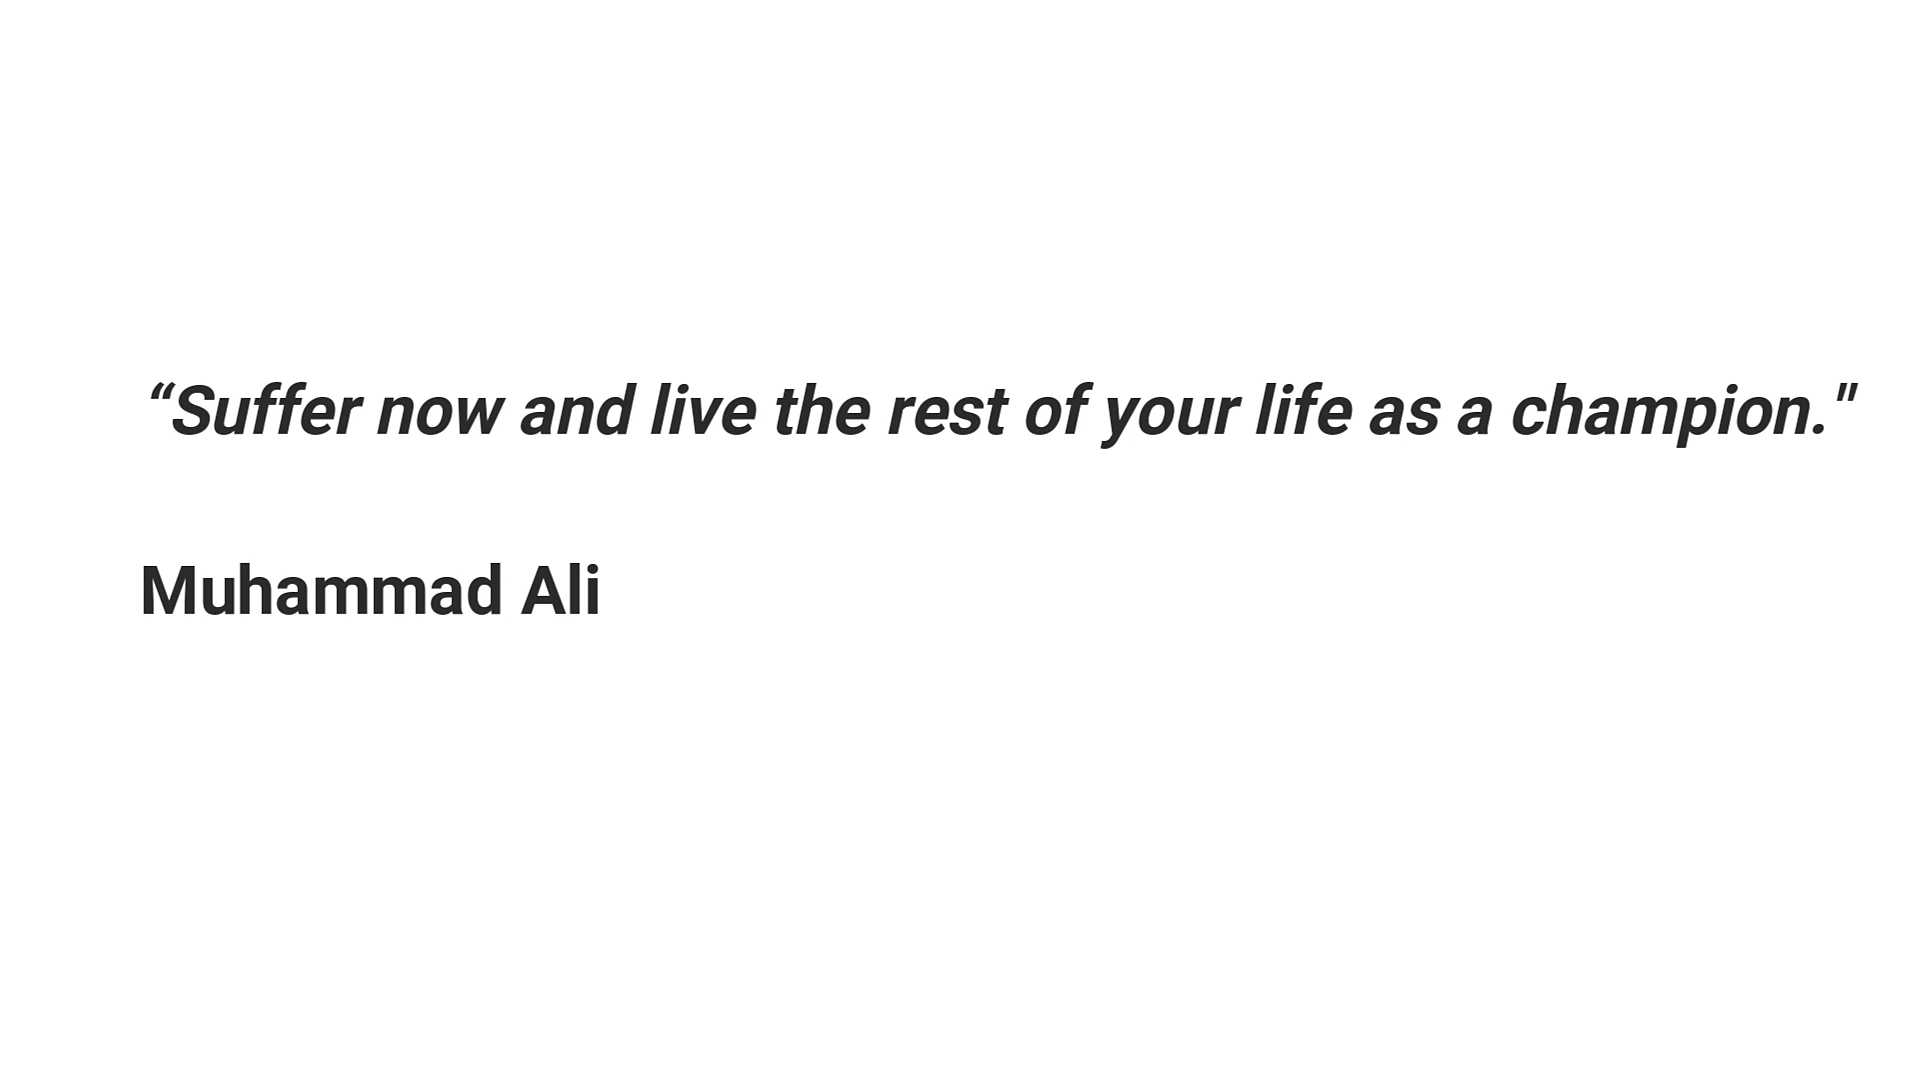 “Suffer now and live the rest of your life as a champion."
Muhammad Ali